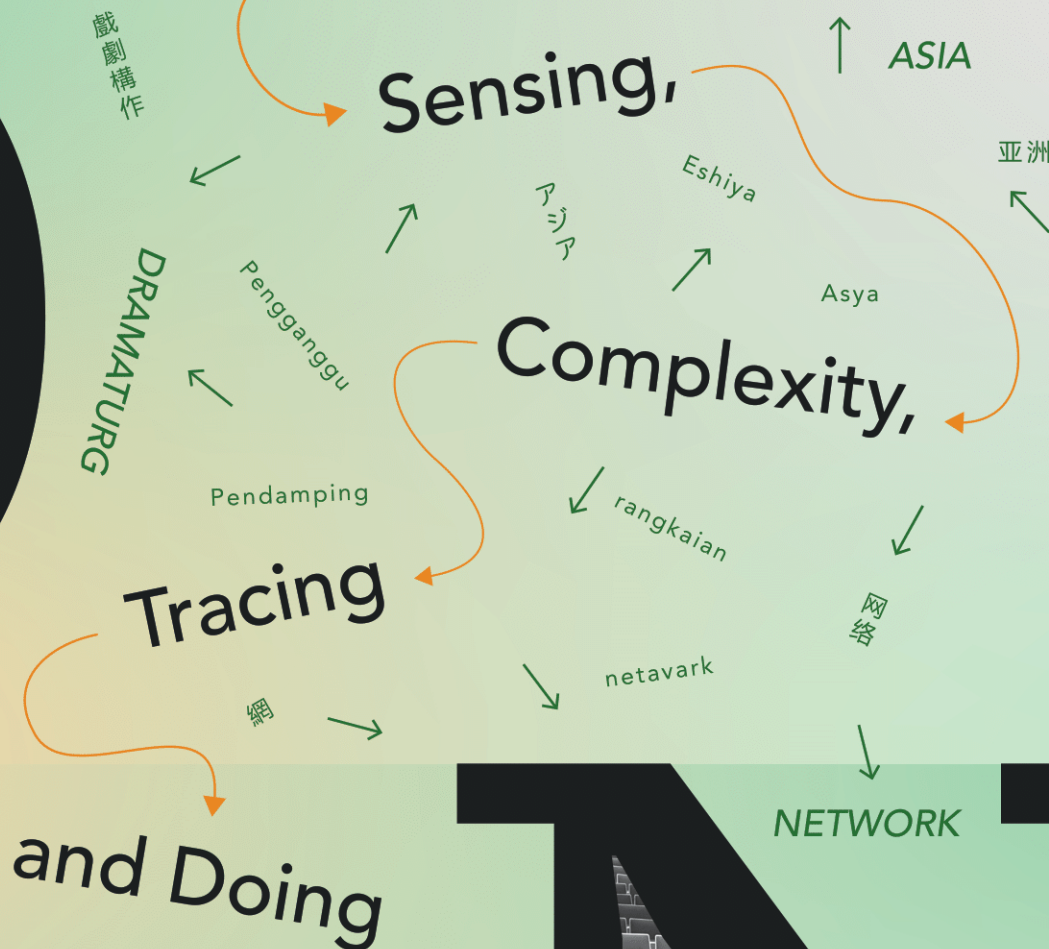 戲劇構作
Sensing,
ASIA
亚洲
Eshiya
アジア
DRAMATURG
Pengganggu
Asya
Complexity,
Pendamping
rangkaian
Tracing
网络
netavark
網
NETWORK
and Doing